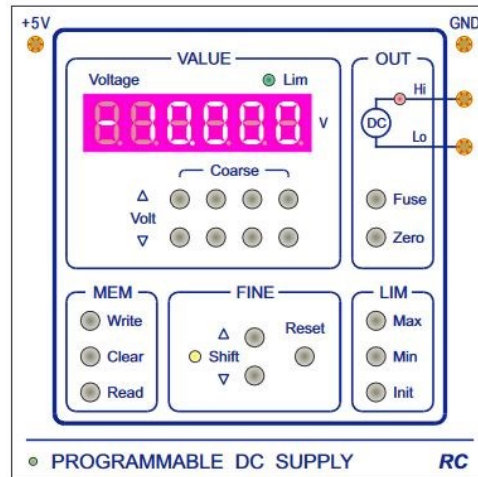 +5V GND
VALUE OUT
Voltage Lim
Hi
V
DC
Lo
Coarse
Volt
Fuse
Zero
MEM FINE LIM
Write
Clear
Read
Shift
Reset
Max
Min
Init
PROGRAMMABLE DC SUPPLY RC